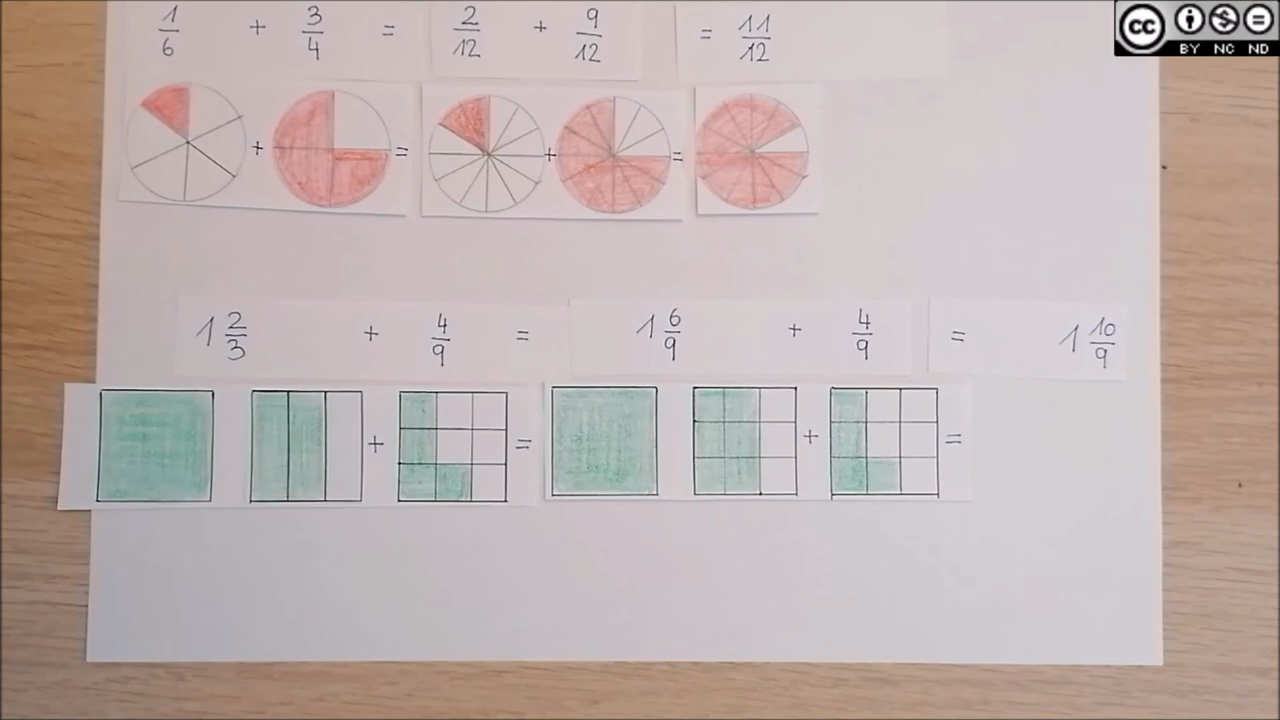 1/6 + 3/4 = 2/12 + 9/12 = 11/12
+ = + =
1 2/3 + 4/9 = 1 6/9 + 4/9 = 1 10/9
+ = + =
cc
BY NC ND